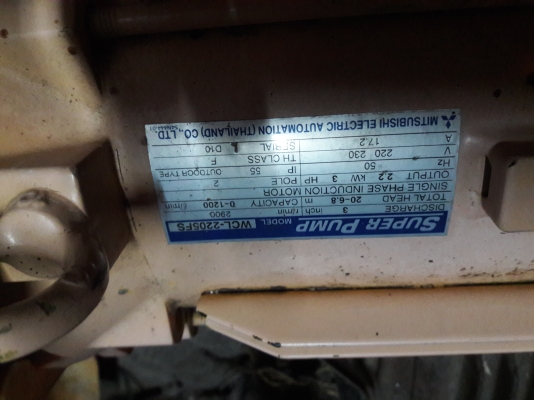 SUPER PUMP MODEL WCL-2205FS
DISCHARGE 3 inch 2900 r/min
TOTAL HEAD 20-6.8 m CAPACITY 0-1200 ℓ/min
SINGLE PHASE INDUCTION MOTOR
OUTPUT 2.2 kW 3 HP POLE 2
Hz 50 IP 55 OUTDOOR TYPE
V 220 230 TH CLASS F
A 17.2 SERIAL D10
MITSUBISHI ELECTRIC AUTOMATION (THAILAND) CO., LTD.